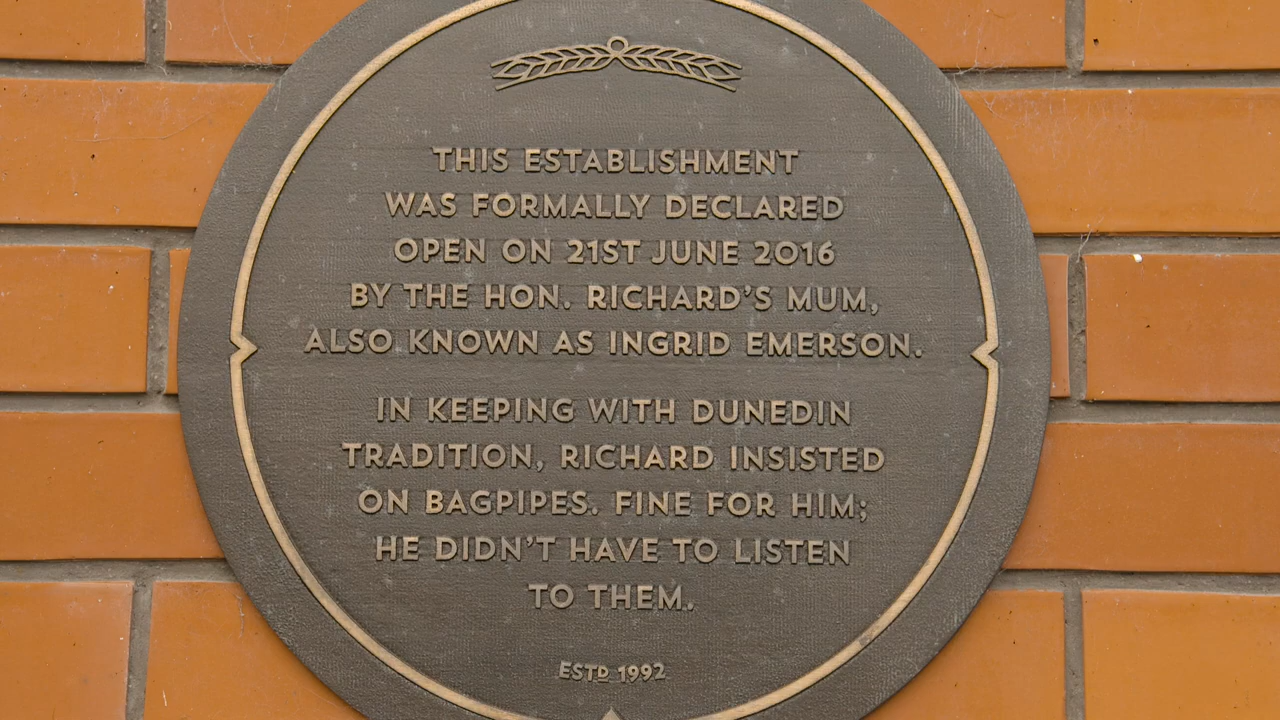 THIS ESTABLISHMENT
WAS FORMALLY DECLARED
OPEN ON 21ST JUNE 2016
BY THE HON. RICHARD'S MUM,
ALSO KNOWN AS INGRID EMERSON.
IN KEEPING WITH DUNEDIN
TRADITION, RICHARD INSISTED
ON BAGPIPES. FINE FOR HIM;
HE DIDN'T HAVE TO LISTEN
TO THEM.
ESTD 1992